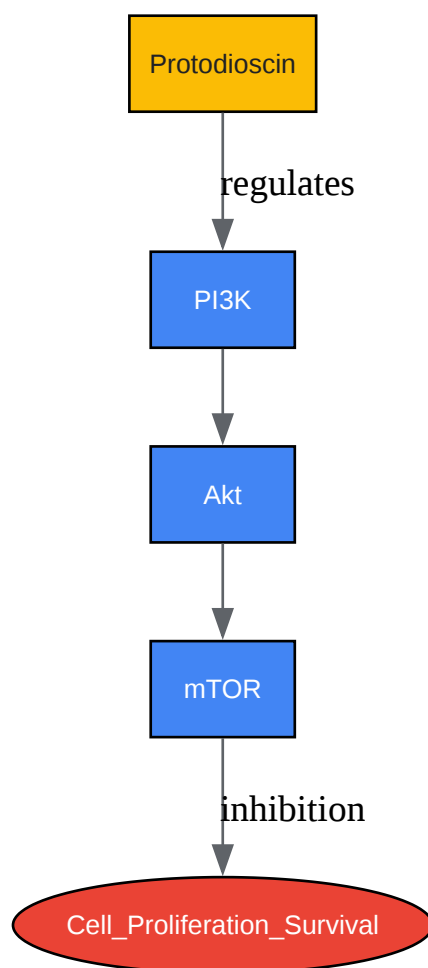 Protodioscin
regulates
PI3K
Akt
mTOR
inhibition
Cell_Proliferation_Survival